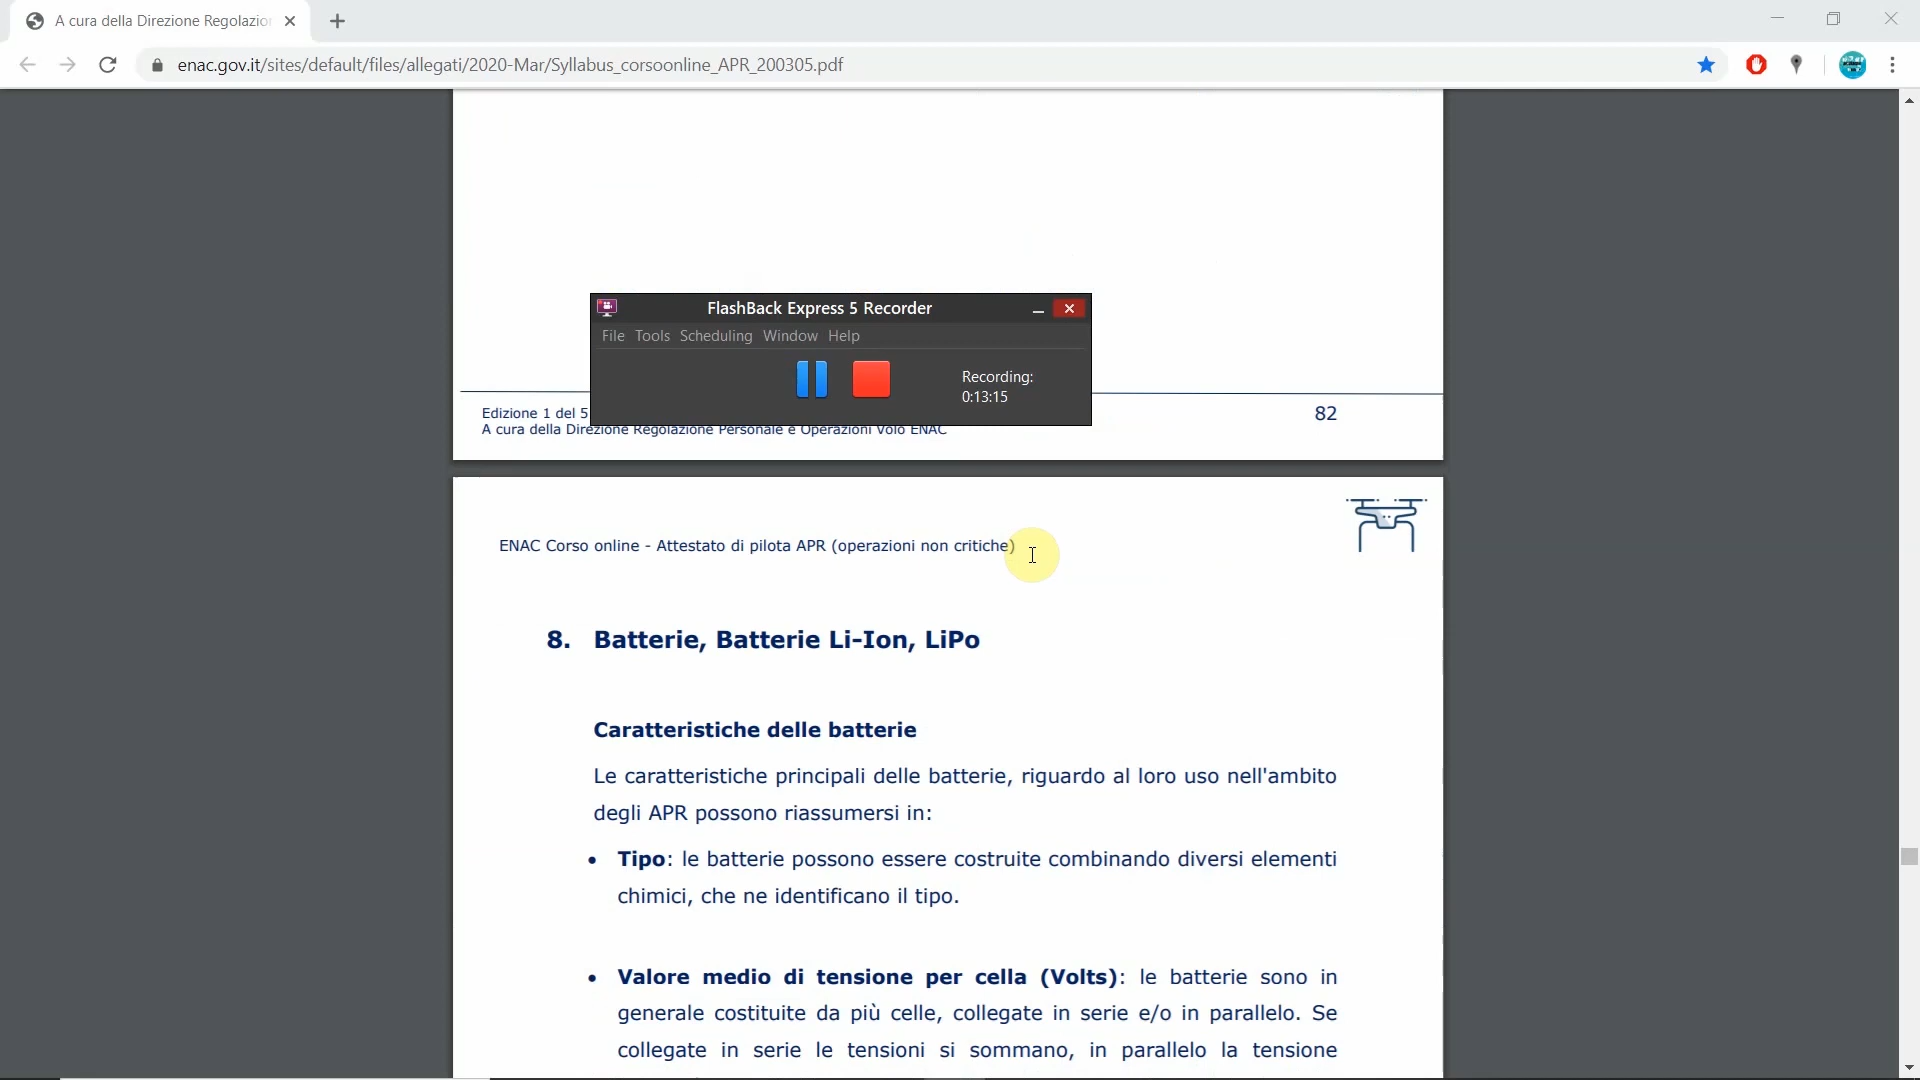 A cura della Direzione Regolazion
enac.gov.it/sites/default/files/allegati/2020-Mar/Syllabus_corsoonline_APR_200305.pdf
FlashBack Express 5 Recorder
File Tools Scheduling Window Help
Recording:
0:13:15
Edizione 1 del 5
82
A cura della Direzione Regolazione Personale e Operazioni Volo ENAC
ENAC Corso online - Attestato di pilota APR (operazioni non critiche)
8. Batterie, Batterie Li-Ion, LiPo
Caratteristiche delle batterie
Le caratteristiche principali delle batterie, riguardo al loro uso nell'ambito
degli APR possono riassumersi in:
• Tipo: le batterie possono essere costruite combinando diversi elementi
chimici, che ne identificano il tipo.
• Valore medio di tensione per cella (Volts): le batterie sono in
generale costituite da più celle, collegate in serie e/o in parallelo. Se
collegate in serie le tensioni si sommano, in parallelo la tensione